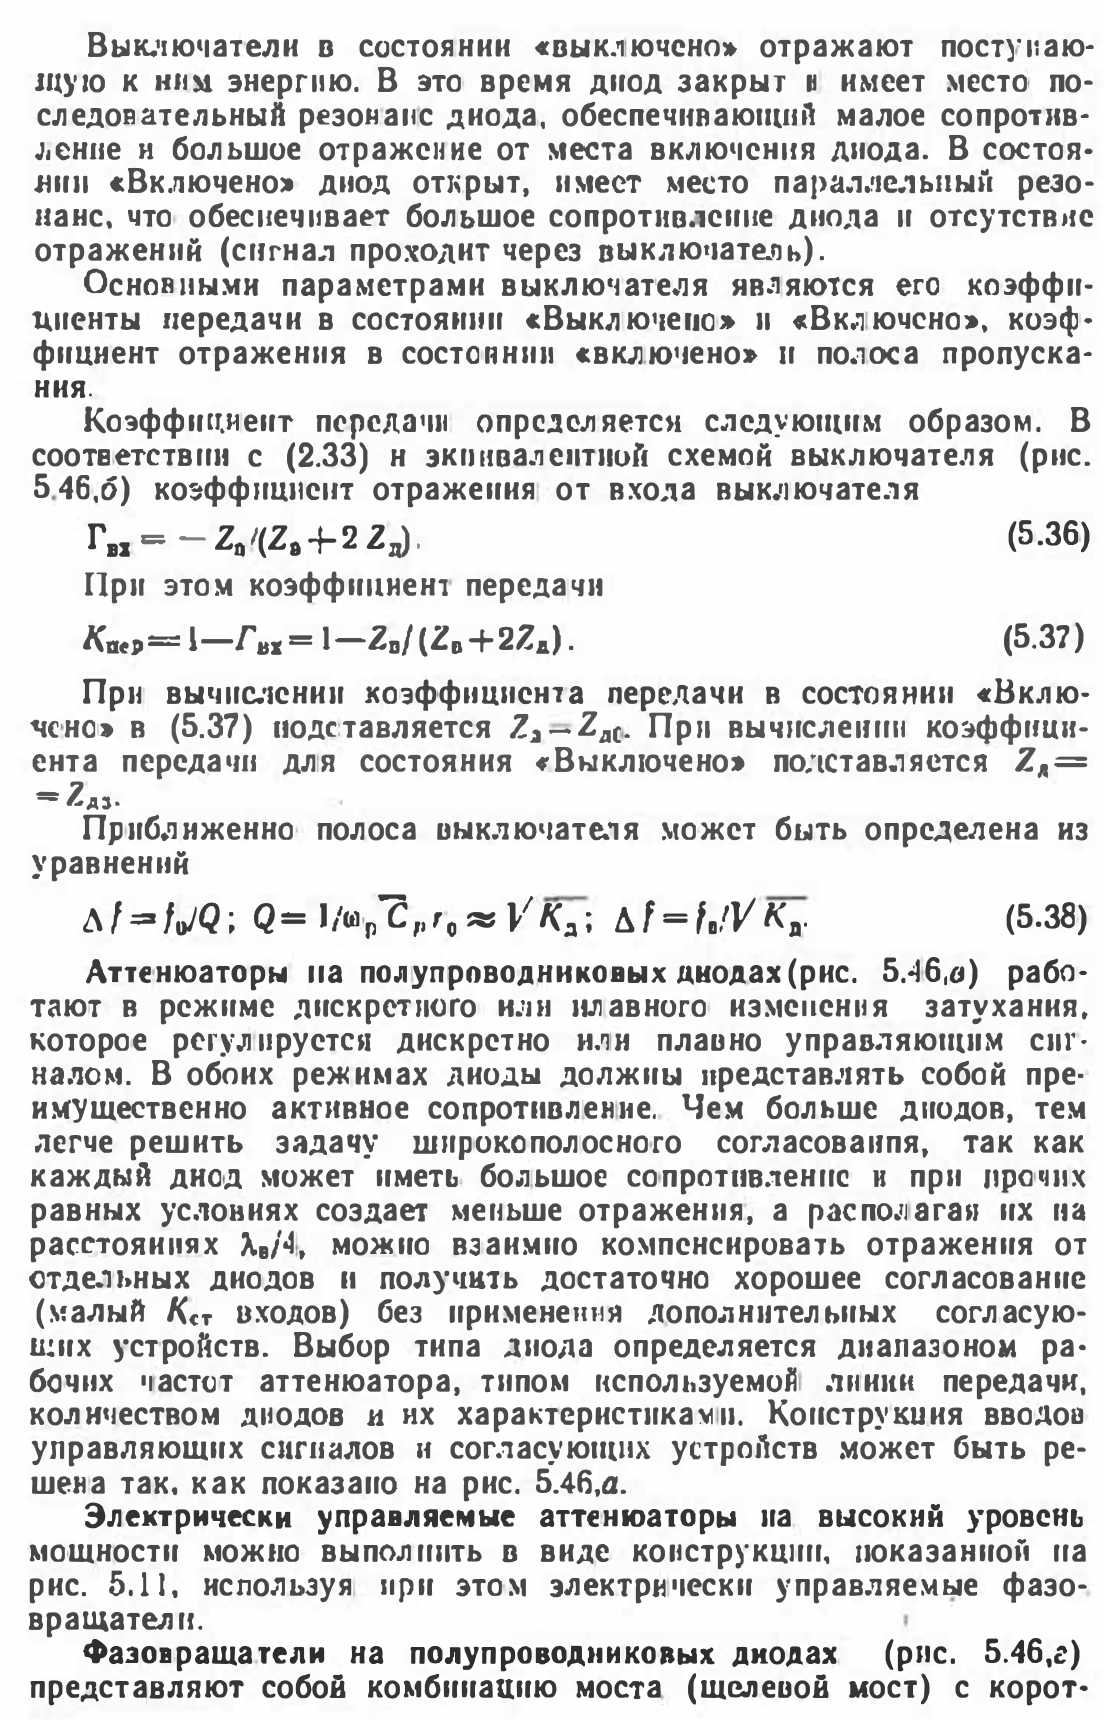 Выключатели в состоянии «выключено» отражают поступаю-
щую к ним энергию. В это время диод закрыт и имеет место по-
следовательный резонанс диода, обеспечивающий малое сопротив-
ление и большое отражение от места включения диода. В состоя-
нии «Включено» диод открыт, имеет место параллельный резо-
нанс, что обеспечивает большое сопротивление диода и отсутствие
отражений (сигнал проходит через выключатель).
Основными параметрами выключателя являются его коэффи-
циенты передачи в состоянии «Выключено» и «Включено», коэф-
фициент отражения в состоянии «включено» и полоса пропуска-
ния.
Коэффициент передачи определяется следующим образом. В
соответствии с (2.33) и эквивалентной схемой выключателя (рис.
5.46,б) коэффициент отражения от входа выключателя
Γвх = — Zв/(Zв+2 Zд). (5.36)
При этом коэффициент передачи
Kпер=1—Γвх=1—Zв/(Zв+2Zд). (5.37)
При вычислении коэффициента передачи в состоянии «Вклю-
чено» в (5.37) подставляется Zд=Zдо. При вычислении коэффици-
ента передачи для состояния «Выключено» подставляется Zд=
=Zдз.
Приближенно полоса выключателя может быть определена из
уравнений
Δf=f₀/Q; Q=1/ωрCрr₀≈√Kд; Δf=f₀/√Kд. (5.38)
Аттенюаторы на полупроводниковых диодах (рис. 5.46,в) рабо-
тают в режиме дискретного или плавного изменения затухания,
которое регулируется дискретно или плавно управляющим сиг-
налом. В обоих режимах диоды должны представлять собой пре-
имущественно активное сопротивление. Чем больше диодов, тем
легче решить задачу широкополосного согласования, так как
каждый диод может иметь большое сопротивление и при прочих
равных условиях создает меньше отражения, а располагая их на
расстояниях λв/4, можно взаимно компенсировать отражения от
отдельных диодов и получить достаточно хорошее согласование
(малый Kст входов) без применения дополнительных согласую-
щих устройств. Выбор типа диода определяется диапазоном ра-
бочих частот аттенюатора, типом используемой линии передачи,
количеством диодов и их характеристиками. Конструкция вводов
управляющих сигналов и согласующих устройств может быть ре-
шена так, как показано на рис. 5.46,а.
Электрически управляемые аттенюаторы на высокий уровень
мощности можно выполнить в виде конструкции, показанной на
рис. 5.11, используя при этом электрически управляемые фазо-
вращатели.
Фазовращатели на полупроводниковых диодах (рис. 5.46,г)
представляют собой комбинацию моста (щелевой мост) с корот-